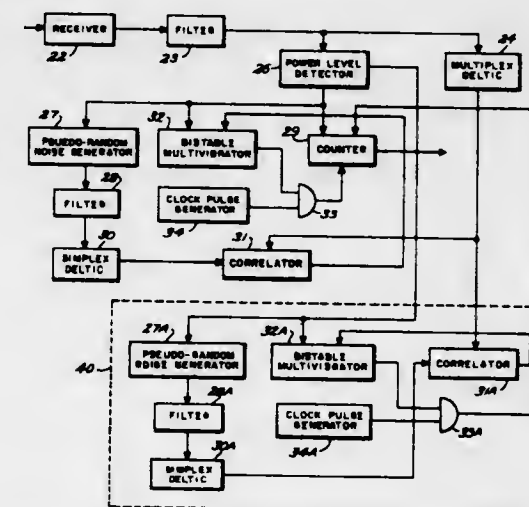 RECEIVER
22
FILTER
23
24
MULTIPLEX
DELTIC
26
POWER LEVEL
DETECTOR
27
PSUEDO-RANDOM
NOISE GENERATOR
32
BISTABLE
MULTIVIBRATOR
29
COUNTER
28
FILTER
CLOCK PULSE
GENERATOR
34
33
30
SIMPLEX
DELTIC
31
CORRELATOR
27A
PSEUDO-RANDOM
NOISE GENERATOR
32A
BISTABLE
MULTIVIBRATOR
CORRELATOR
31A
40
28A
FILTER
CLOCK PULSE
GENERATOR
34A
33A
30A
SIMPLEX
DELTIC